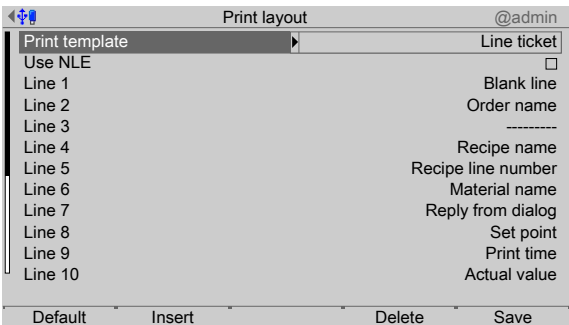 Print layout @admin
Print template Line ticket
Use NLE
Line 1 Blank line
Line 2 Order name
Line 3 ---------
Line 4 Recipe name
Line 5 Recipe line number
Line 6 Material name
Line 7 Reply from dialog
Line 8 Set point
Line 9 Print time
Line 10 Actual value
Default Insert Delete Save